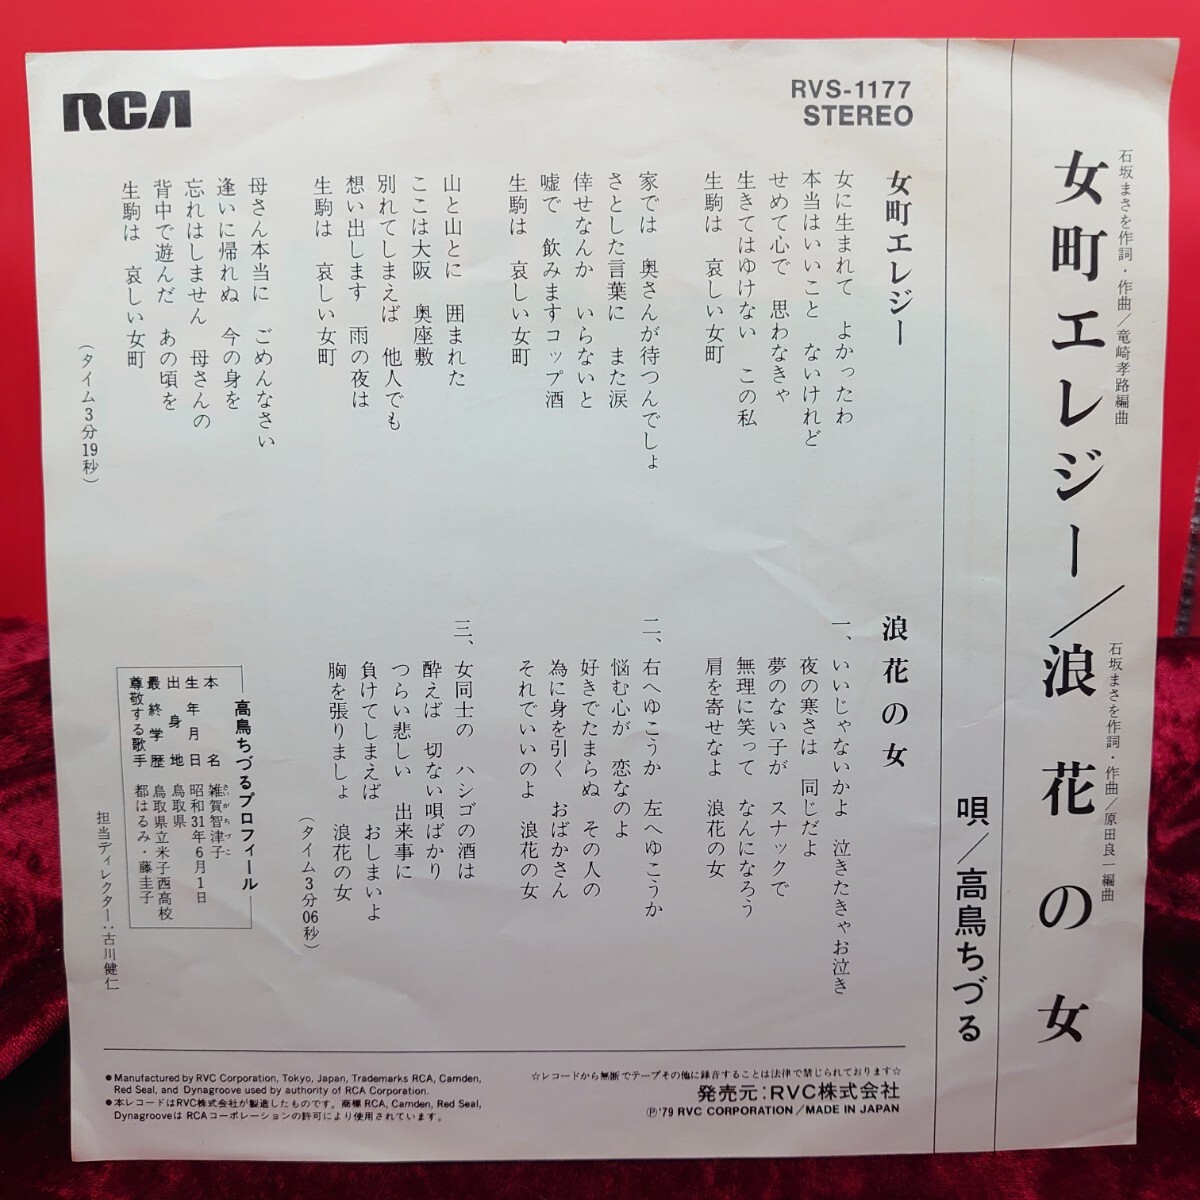 RCA
RVS-1177
STEREO
石坂まさを作詞・作曲/竜崎孝路編曲
女町エレジー/浪花の女
石坂まさを作詞・作曲/原田良一編曲
唄/高鳥ちづる
女町エレジー
女に生まれて よかったわ
本当はいいこと ないけれど
せめて心で 思わなきゃ
生きてはゆけない この私
生駒は 哀しい女町
家では 奥さんが待つんでしょ
さとした言葉に また涙
倖せなんか いらないと
嘘で 飲みますコップ酒
生駒は 哀しい女町
山と山とに 囲まれた
ここは大阪 奥座敷
別れてしまえば 他人でも
想い出します 雨の夜は
生駒は 哀しい女町
母さん本当に ごめんなさい
逢いに帰れぬ 今の身を
忘れはしません 母さんの
背中で遊んだ あの頃を
生駒は 哀しい女町
(タイム3分19秒)
浪花の女
一、いいじゃないかよ 泣きたきゃお泣き
夜の寒さは 同じだよ
夢のない子が スナックで
無理に笑って なんになろう
肩を寄せなよ 浪花の女
二、右へゆこうか 左へゆこうか
悩む心が 恋なのよ
好きでたまらぬ その人の
為に身を引く おばかさん
それでいいのよ 浪花の女
三、女同士の ハシゴの酒は
酔えば 切ない唄ばかり
つらい悲しい 出来事に
負けてしまえば おしまいよ
胸を張りましょ 浪花の女
(タイム3分06秒)
高鳥ちづるプロフィール
本名 雑賀智津子
さいがちづこ
生年月日 昭和31年6月1日
出身地 鳥取県
最終学歴 鳥取県立米子西高校
尊敬する歌手 都はるみ・藤圭子
担当ディレクター:古川健仁
●Manufactured by RVC Corporation, Tokyo, Japan, Trademarks RCA, Camden,
Red Seal, and Dynagroove used by authority of RCA Corporation.
●本レコードはRVC株式会社が製造したものです。商標 RCA, Camden, Red Seal,
Dynagroove は RCAコーポレーションの許可により使用されています。
☆レコードから無断でテープその他に録音することは法律で禁じられております☆
発売元:RVC株式会社
Ⓟ'79 RVC CORPORATION/MADE IN JAPAN